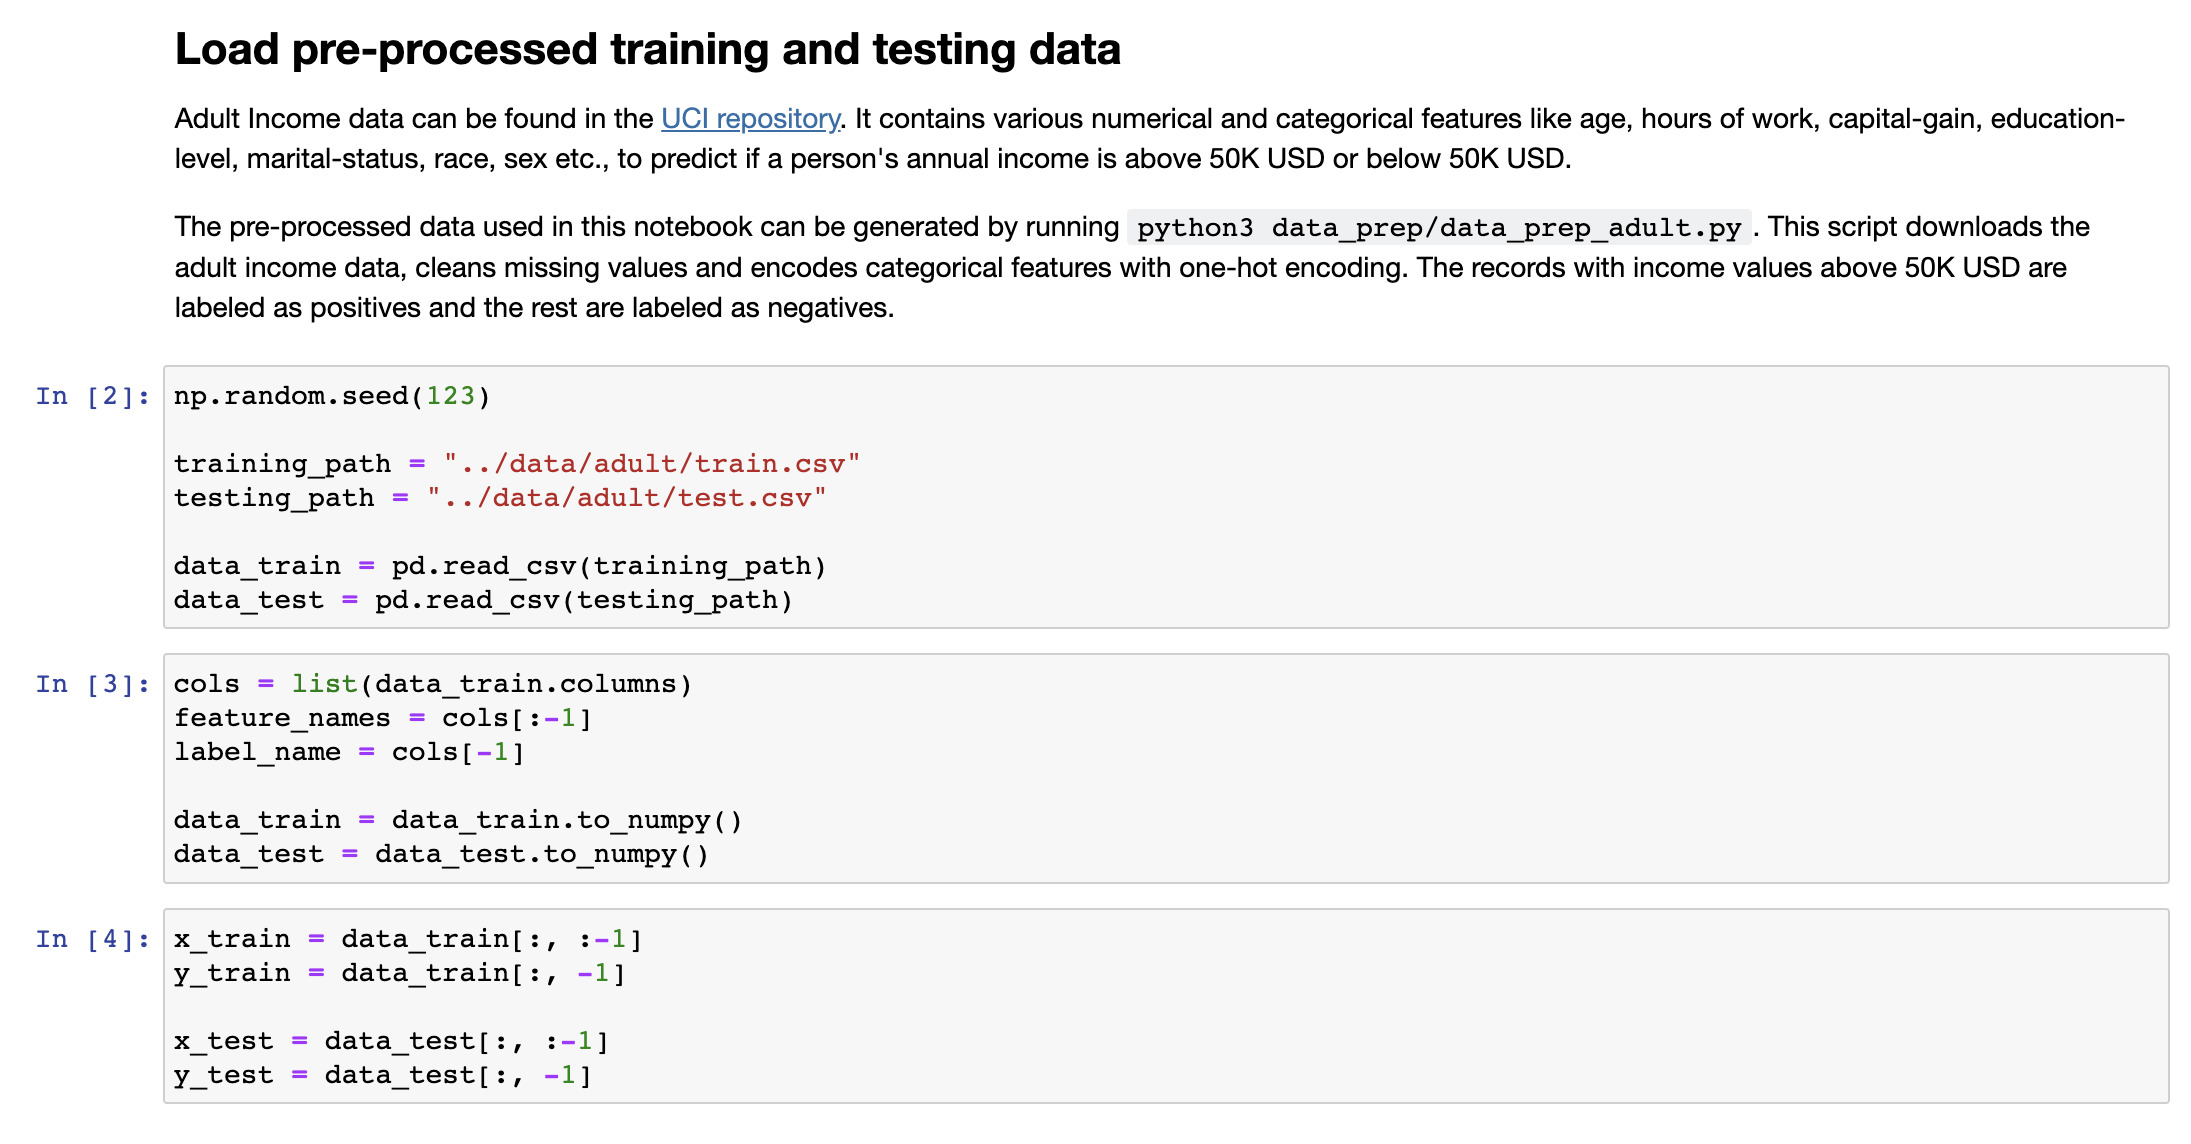 Load pre-processed training and testing data
Adult Income data can be found in the UCI repository. It contains various numerical and categorical features like age, hours of work, capital-gain, education-
level, marital-status, race, sex etc., to predict if a person's annual income is above 50K USD or below 50K USD.
The pre-processed data used in this notebook can be generated by running python3 data_prep/data_prep_adult.py . This script downloads the
adult income data, cleans missing values and encodes categorical features with one-hot encoding. The records with income values above 50K USD are
labeled as positives and the rest are labeled as negatives.
In [2]: np.random.seed(123)
training_path = "../data/adult/train.csv"
testing_path = "../data/adult/test.csv"
data_train = pd.read_csv(training_path)
data_test = pd.read_csv(testing_path)
In [3]: cols = list(data_train.columns)
feature_names = cols[:-1]
label_name = cols[-1]
data_train = data_train.to_numpy()
data_test = data_test.to_numpy()
In [4]: x_train = data_train[:, :-1]
y_train = data_train[:, -1]
x_test = data_test[:, :-1]
y_test = data_test[:, -1]